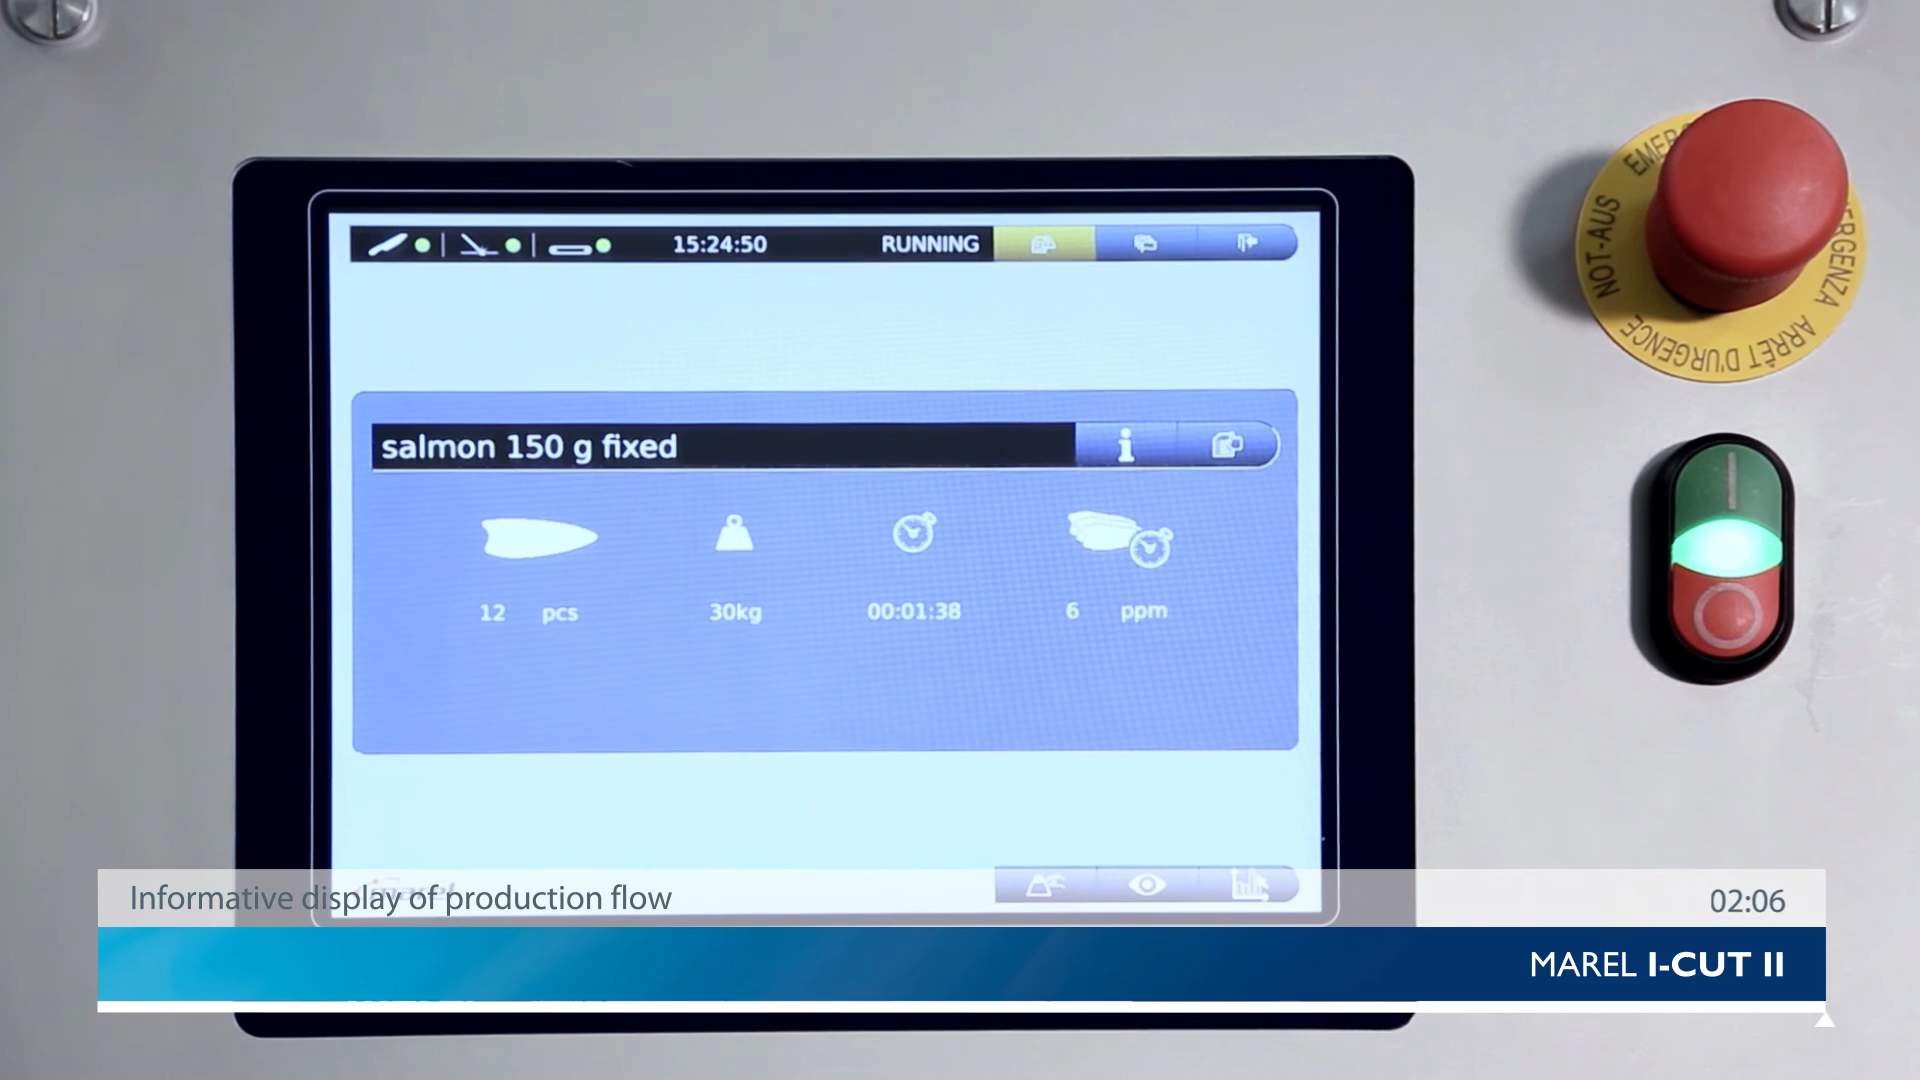 15:24:50 RUNNING
salmon 150 g fixed
12 pcs 30kg 00:01:38 6 ppm
NOT-AUS
ARRÊT D'URGENCE
marel
Informative display of production flow
02:06
MAREL I-CUT II